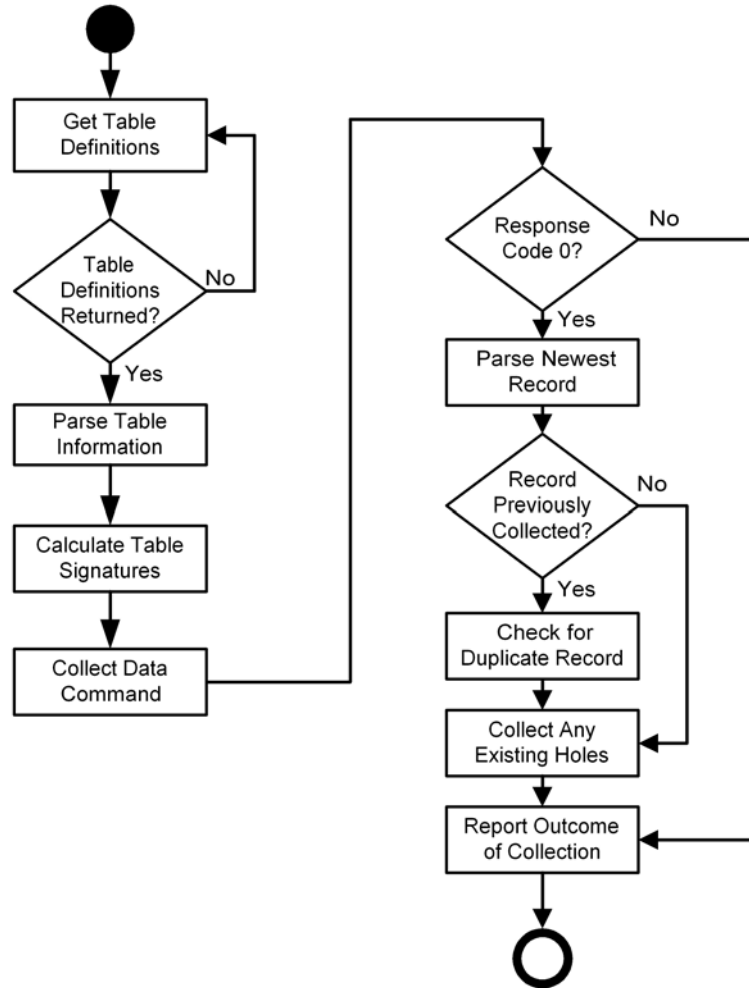 Get Table
Definitions
Table
Definitions
Returned?
No
Yes
Parse Table
Information
Calculate Table
Signatures
Collect Data
Command
Response
Code 0?
No
Yes
Parse Newest
Record
Record
Previously
Collected?
No
Yes
Check for
Duplicate Record
Collect Any
Existing Holes
Report Outcome
of Collection